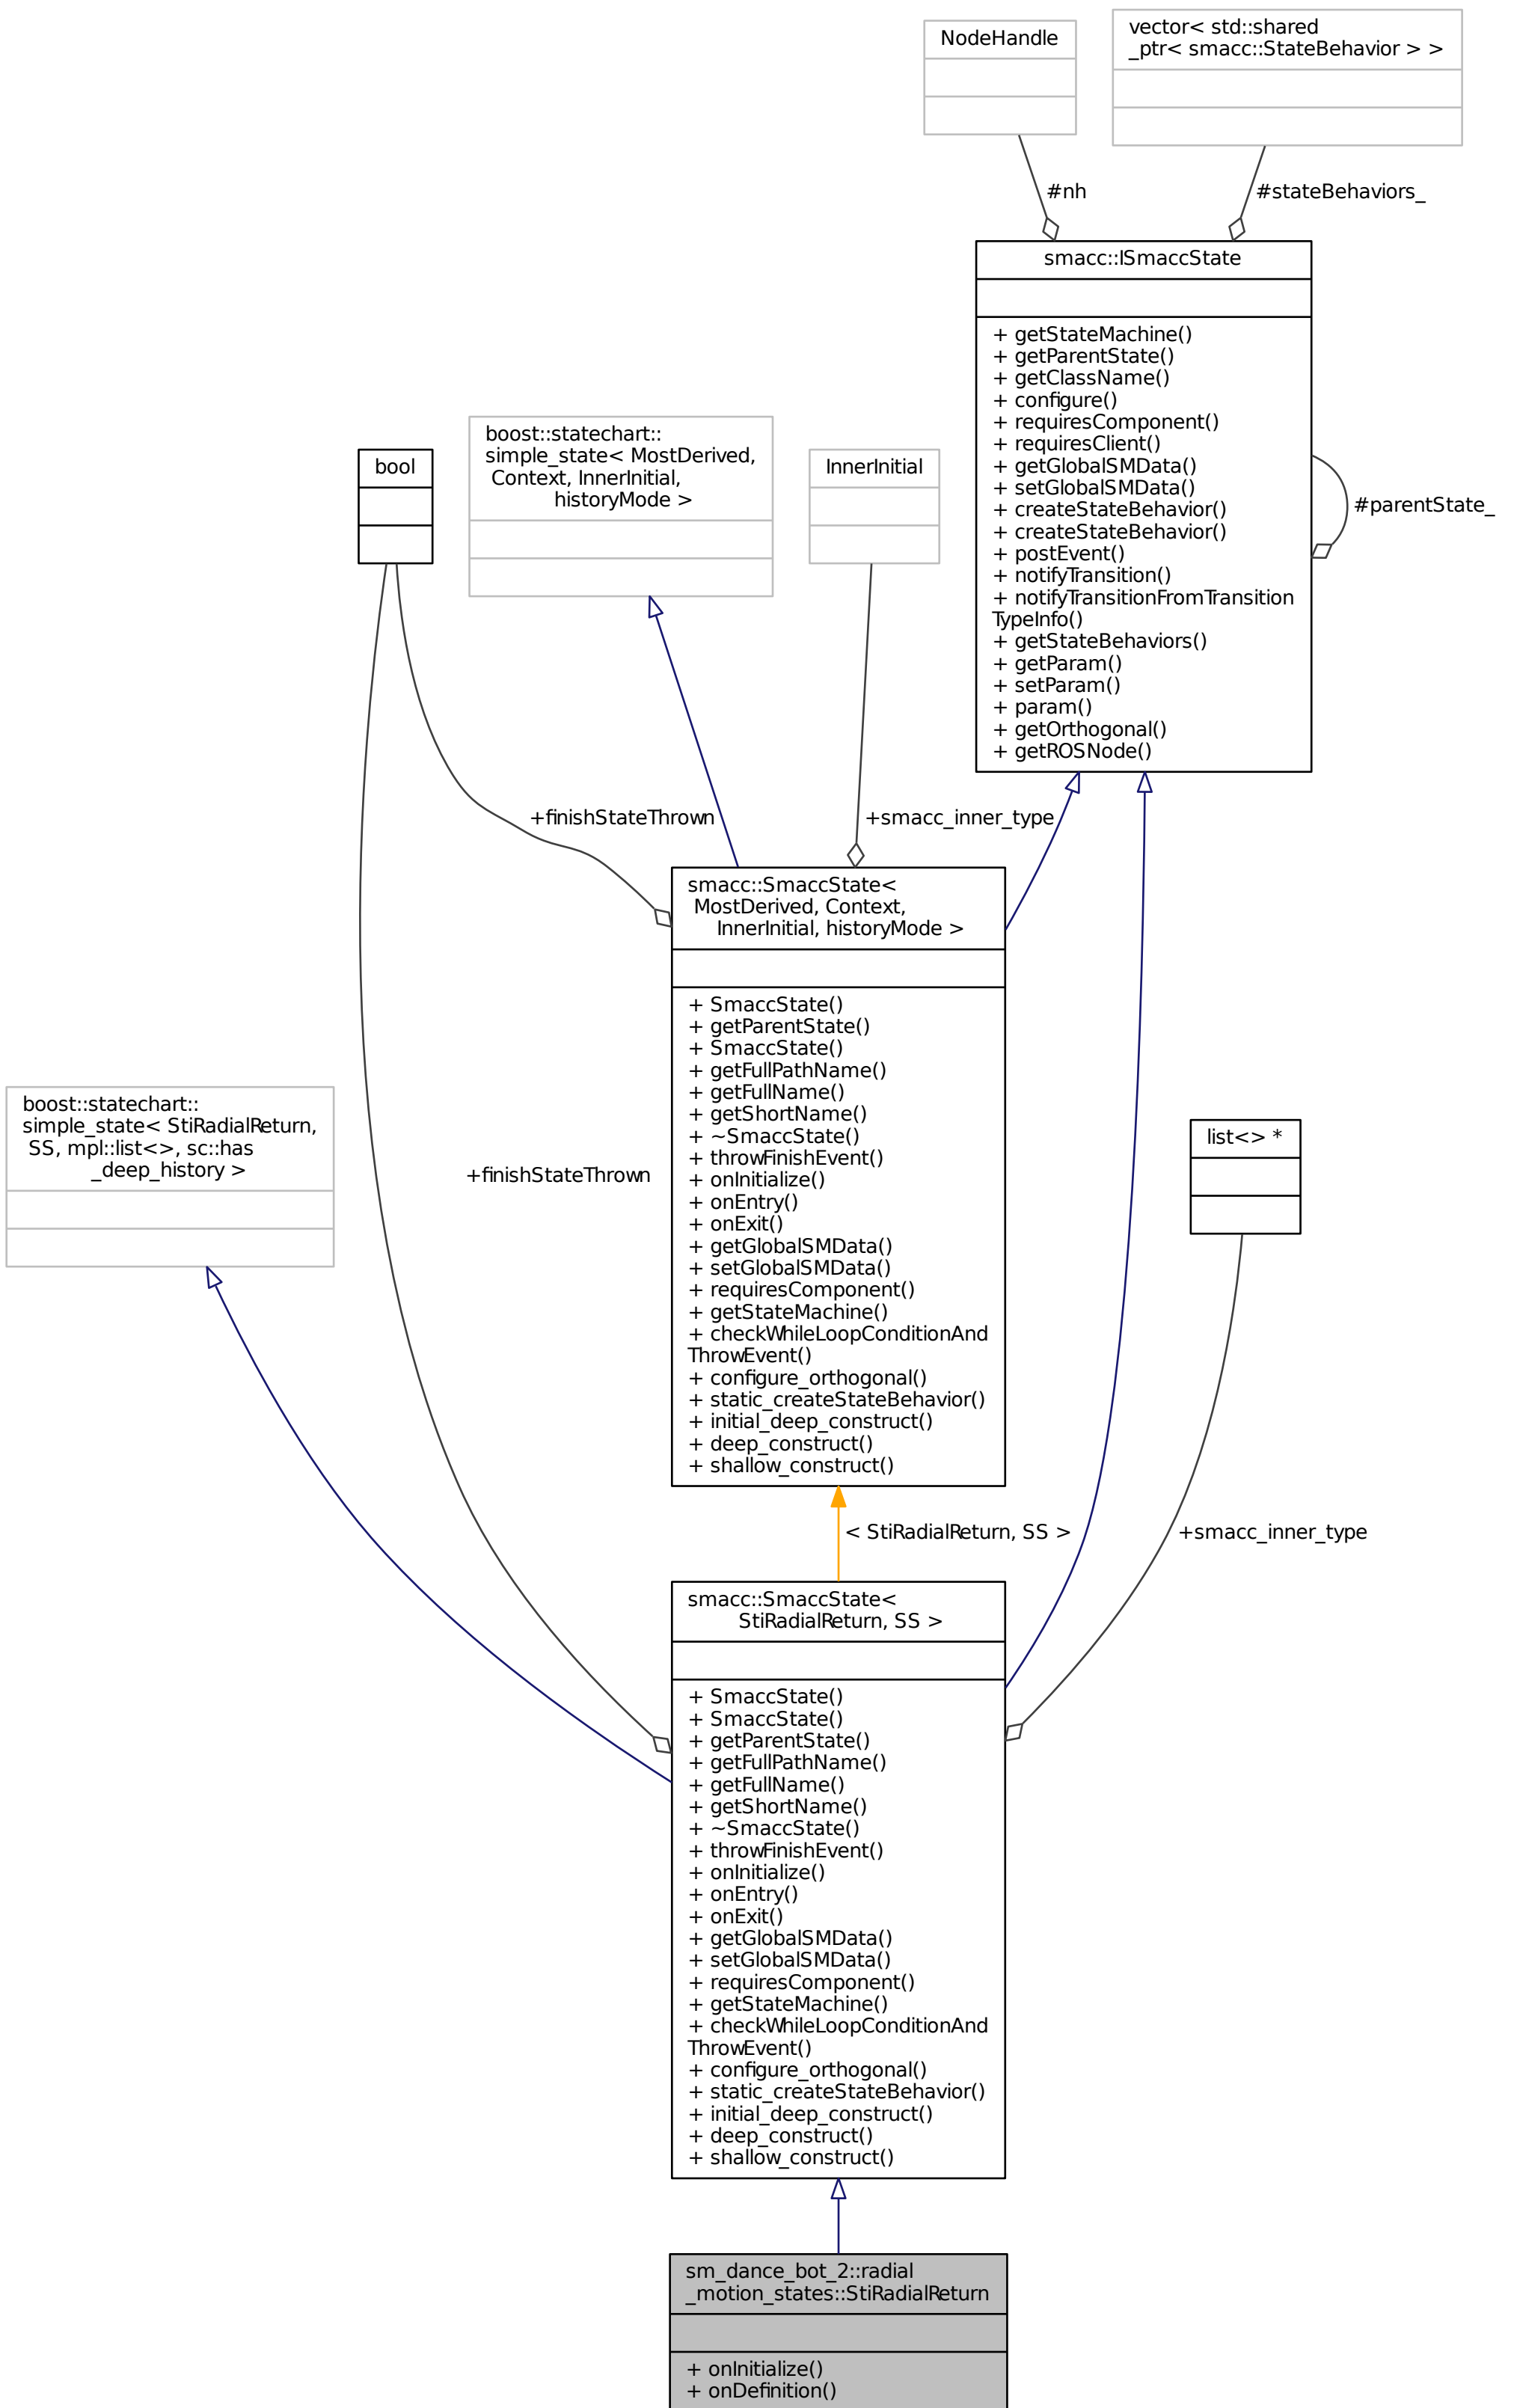 NodeHandle
vector< std::shared
_ptr< smacc::StateBehavior > >
#nh
#stateBehaviors_
smacc::ISmaccState
+ getStateMachine()
+ getParentState()
+ getClassName()
+ configure()
+ requiresComponent()
+ requiresClient()
+ getGlobalSMData()
+ setGlobalSMData()
+ createStateBehavior()
+ createStateBehavior()
+ postEvent()
+ notifyTransition()
+ notifyTransitionFromTransition
TypeInfo()
+ getStateBehaviors()
+ getParam()
+ setParam()
+ param()
+ getOrthogonal()
+ getROSNode()
#parentState_
bool
boost::statechart::
simple_state< MostDerived,
Context, InnerInitial,
historyMode >
InnerInitial
+finishStateThrown
+smacc_inner_type
smacc::SmaccState<
MostDerived, Context,
InnerInitial, historyMode >
+ SmaccState()
+ getParentState()
+ SmaccState()
+ getFullPathName()
+ getFullName()
+ getShortName()
+ ~SmaccState()
+ throwFinishEvent()
+ onInitialize()
+ onEntry()
+ onExit()
+ getGlobalSMData()
+ setGlobalSMData()
+ requiresComponent()
+ getStateMachine()
+ checkWhileLoopConditionAnd
ThrowEvent()
+ configure_orthogonal()
+ static_createStateBehavior()
+ initial_deep_construct()
+ deep_construct()
+ shallow_construct()
boost::statechart::
simple_state< StiRadialReturn,
SS, mpl::list<>, sc::has
_deep_history >
+finishStateThrown
list<> *
< StiRadialReturn, SS >
+smacc_inner_type
smacc::SmaccState<
StiRadialReturn, SS >
+ SmaccState()
+ SmaccState()
+ getParentState()
+ getFullPathName()
+ getFullName()
+ getShortName()
+ ~SmaccState()
+ throwFinishEvent()
+ onInitialize()
+ onEntry()
+ onExit()
+ getGlobalSMData()
+ setGlobalSMData()
+ requiresComponent()
+ getStateMachine()
+ checkWhileLoopConditionAnd
ThrowEvent()
+ configure_orthogonal()
+ static_createStateBehavior()
+ initial_deep_construct()
+ deep_construct()
+ shallow_construct()
sm_dance_bot_2::radial
_motion_states::StiRadialReturn
+ onInitialize()
+ onDefinition()